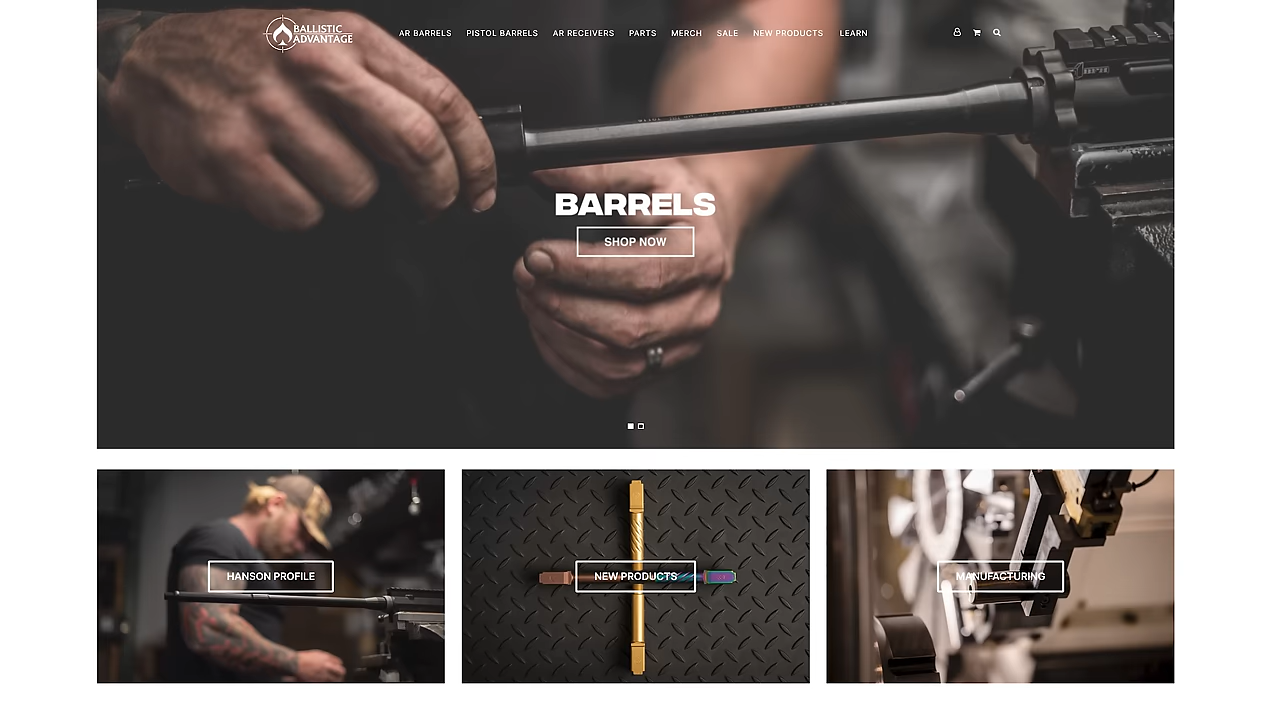 BALLISTIC
ADVANTAGE
AR BARRELS PISTOL BARRELS AR RECEIVERS PARTS MERCH SALE NEW PRODUCTS LEARN
BARRELS
SHOP NOW
HANSON PROFILE
NEW PRODUCTS
MANUFACTURING